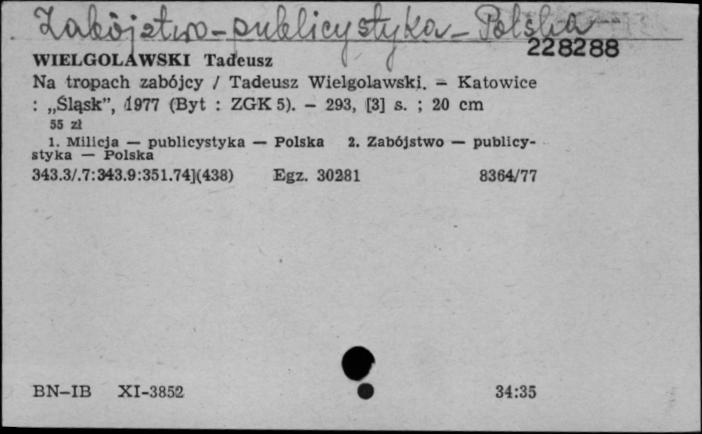 Zabójstwo - publicystyka - Polska
228288
WIELGOLAWSKI Tadeusz
Na tropach zabójcy / Tadeusz Wielgolawski. – Katowice
: „Śląsk”, 1977 (Byt : ZGK 5). – 293, [3] s. ; 20 cm
55 zł
1. Milicja — publicystyka — Polska 2. Zabójstwo — publicy-
styka — Polska
343.3/.7:343.9:351.74](438) Egz. 30281 8364/77
BN–IB XI-3852 34:35